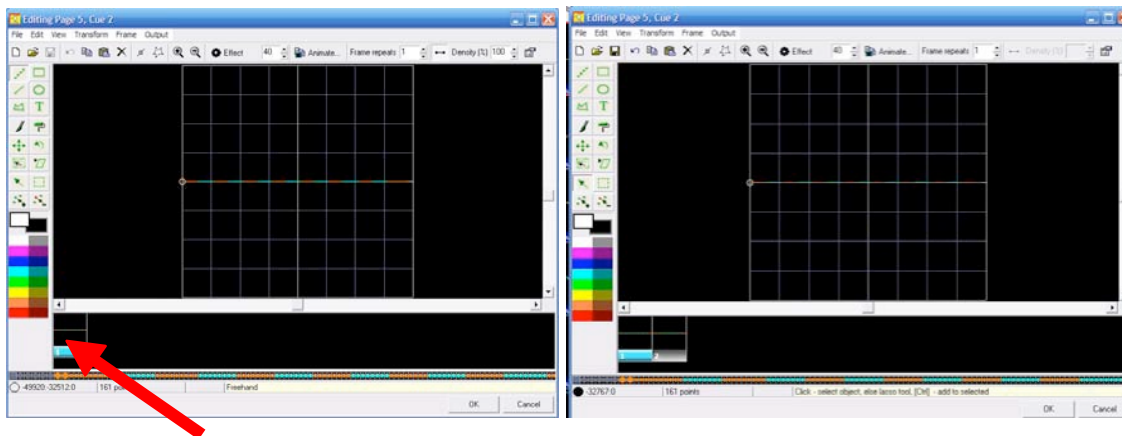 Editing Page 5, Cue 2
File Edit View Transform Frame Output
Effect 40 Animate... Frame repeats 1 Density (%) 100
T
1
-49920:-32512:0 161 points Freehand
OK Cancel
Editing Page 5, Cue 2
File Edit View Transform Frame Output
Effect 40 Animate... Frame repeats 1 Density (%)
T
1 2
-32767:0 161 points Click - select object, else lasso tool, [Ctrl] - add to selected
OK Cancel